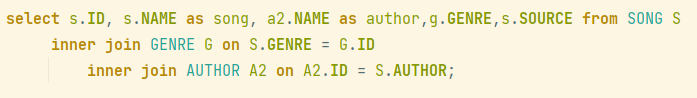 select s.ID, s.NAME as song, a2.NAME as author,g.GENRE,s.SOURCE from SONG S
inner join GENRE G on S.GENRE = G.ID
inner join AUTHOR A2 on A2.ID = S.AUTHOR;